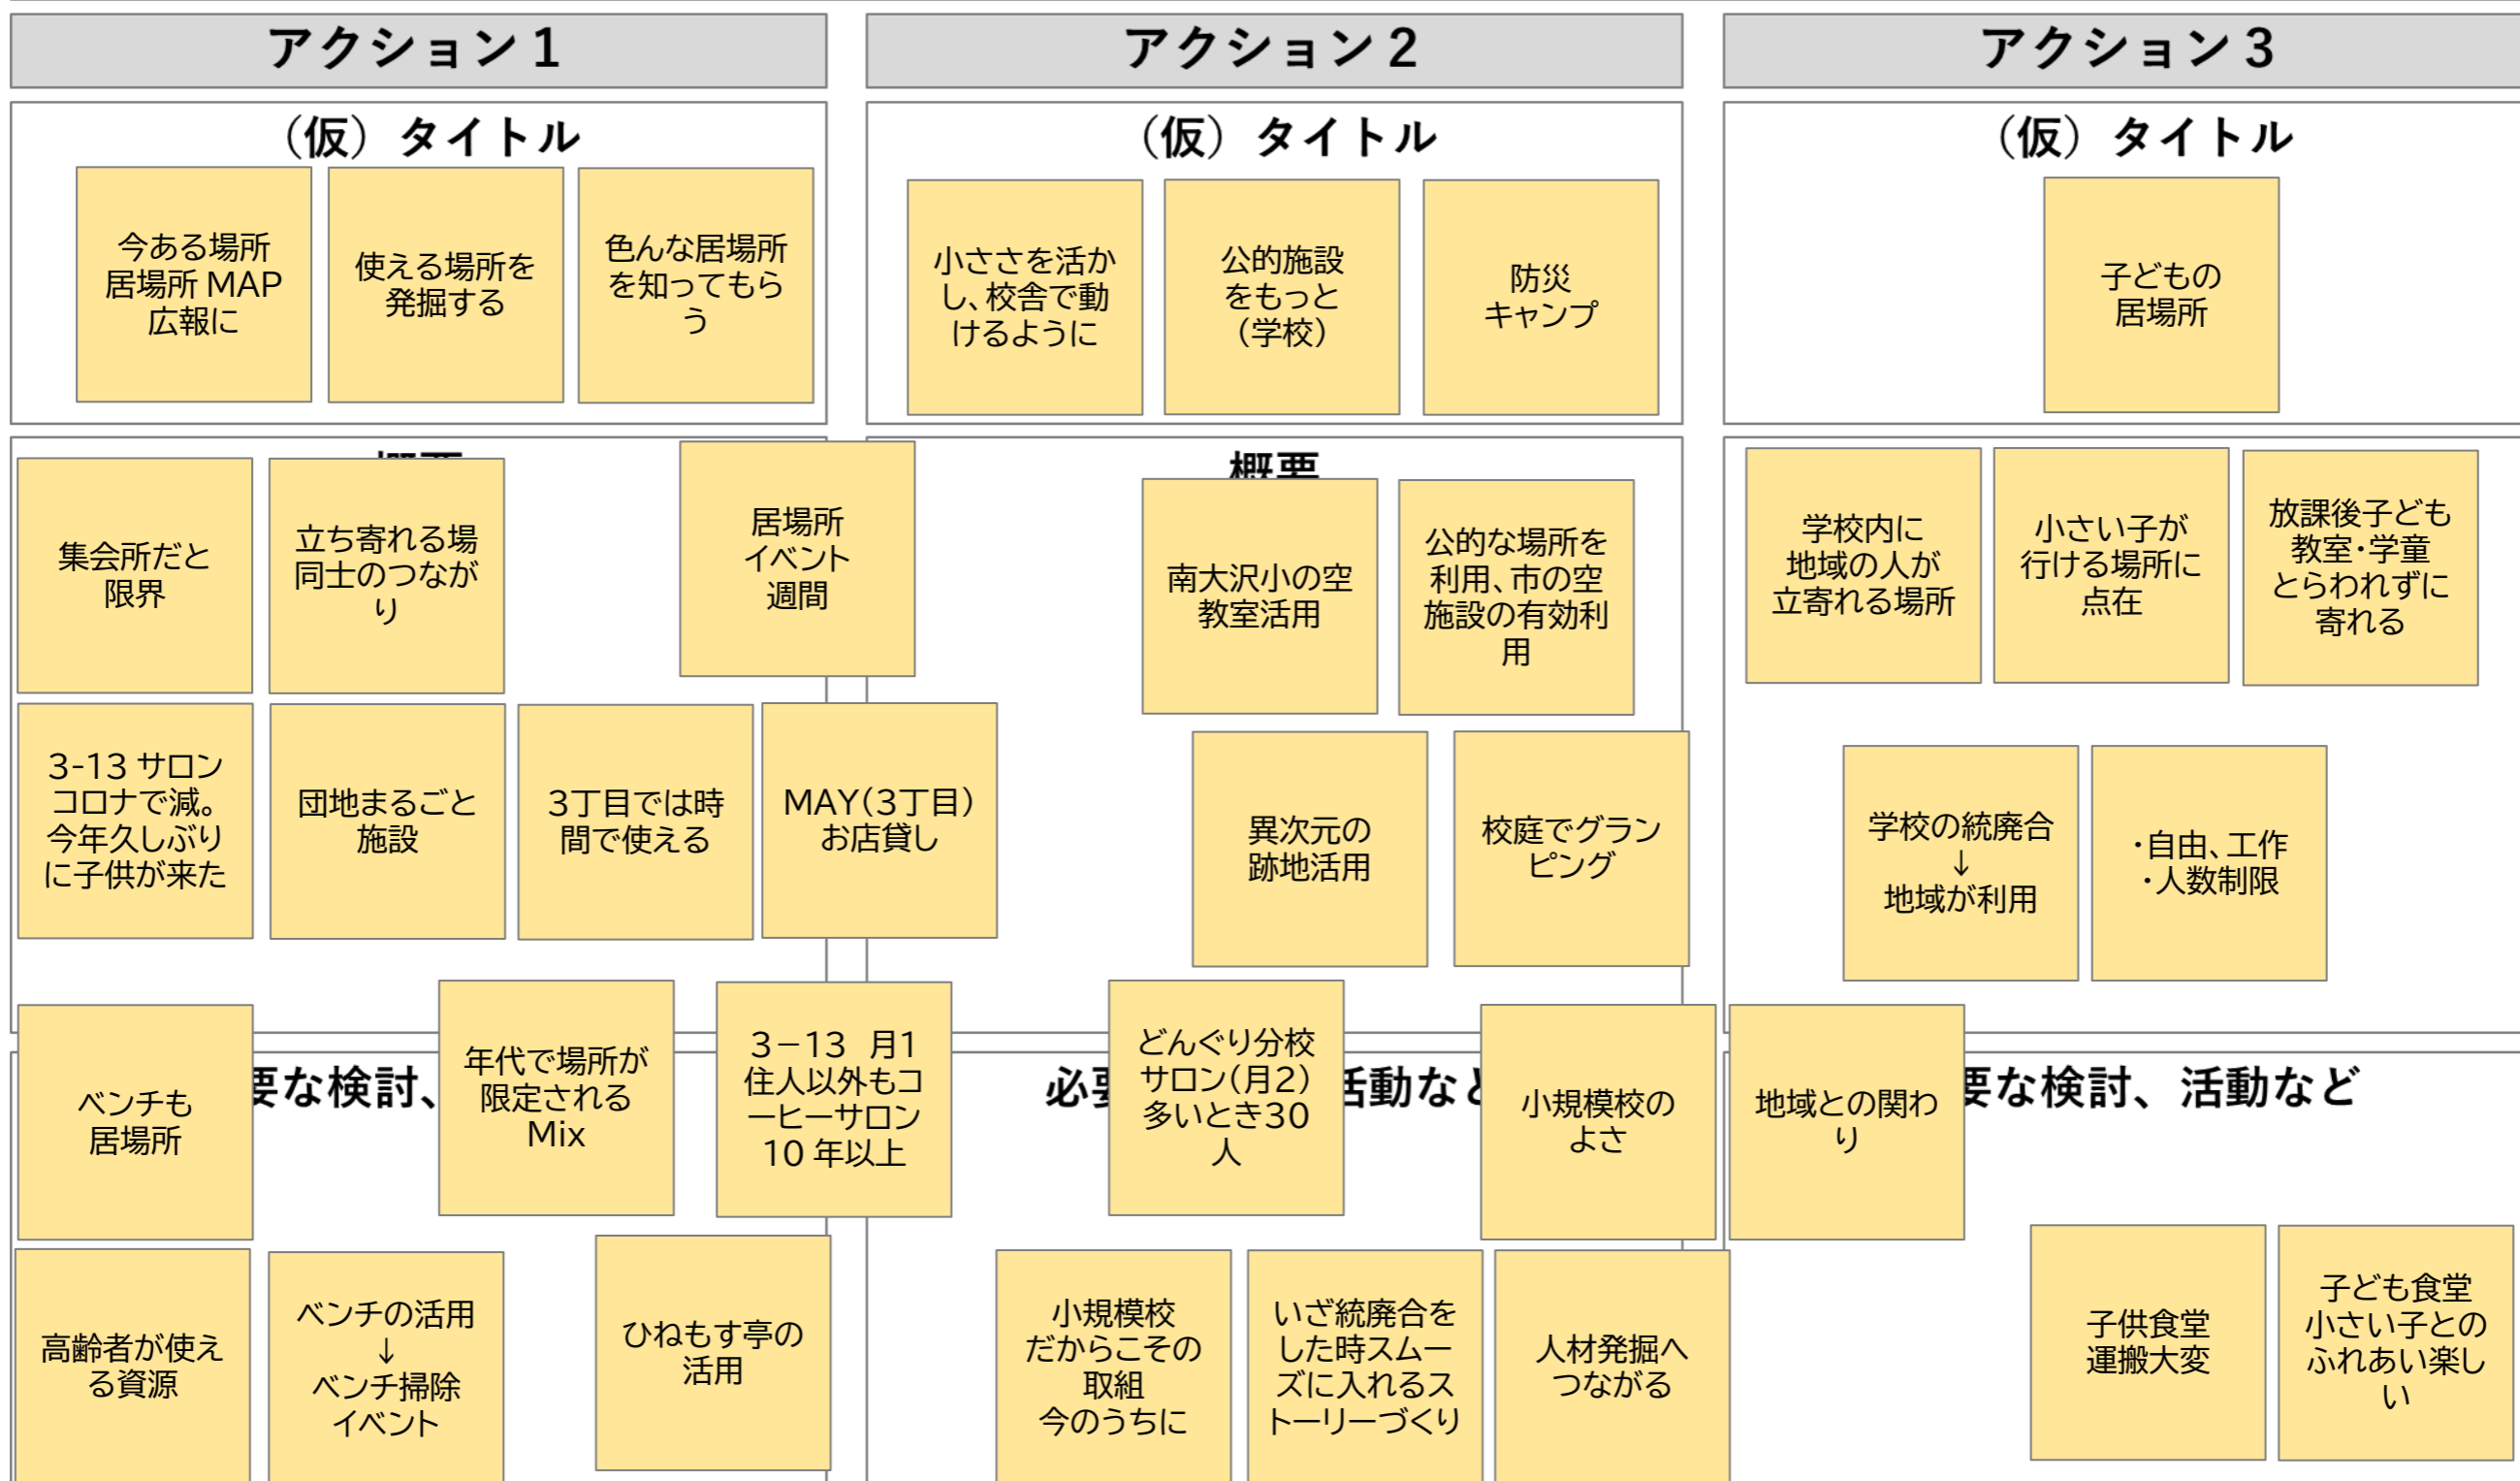 アクション１
アクション２
アクション３
（仮）タイトル
（仮）タイトル
（仮）タイトル
今ある場所
居場所 MAP
広報に
使える場所を
発掘する
色んな居場所
を知ってもら
う
小ささを活か
し、校舎で動
けるように
公的施設
をもっと
（学校）
防災
キャンプ
子どもの
居場所
概要
集会所だと
限界
立ち寄れる場
同士のつなが
り
居場所
イベント
週間
3-13 サロン
コロナで減。
今年久しぶり
に子供が来た
団地まるごと
施設
3丁目では時
間で使える
MAY（3丁目）
お店貸し
概要
南大沢小の空
教室活用
公的な場所を
利用、市の空
施設の有効利
用
異次元の
跡地活用
校庭でグラン
ピング
学校内に
地域の人が
立寄れる場所
小さい子が
行ける場所に
点在
放課後子ども
教室・学童
とらわれずに
寄れる
学校の統廃合
↓
地域が利用
・自由、工作
・人数制限
要な検討、
ベンチも
居場所
年代で場所が
限定される
Mix
3－13　月1
住人以外もコ
ーヒーサロン
10 年以上
高齢者が使え
る資源
ベンチの活用
↓
ベンチ掃除
イベント
ひねもす亭の
活用
必要 活動など
どんぐり分校
サロン（月2）
多いとき30
人
小規模校の
よさ
小規模校
だからこその
取組
今のうちに
いざ統廃合を
した時スムー
ズに入れるス
トーリーづくり
人材発掘へ
つながる
要な検討、活動など
地域との関わ
り
子供食堂
運搬大変
子ども食堂
小さい子との
ふれあい楽し
い